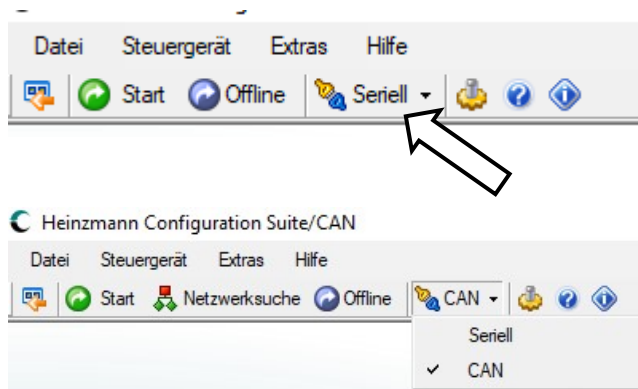 Datei Steuergerät Extras Hilfe
Start Offline Seriell
Heinzmann Configuration Suite/CAN
Datei Steuergerät Extras Hilfe
Start Netzwerksuche Offline CAN
Seriell
CAN